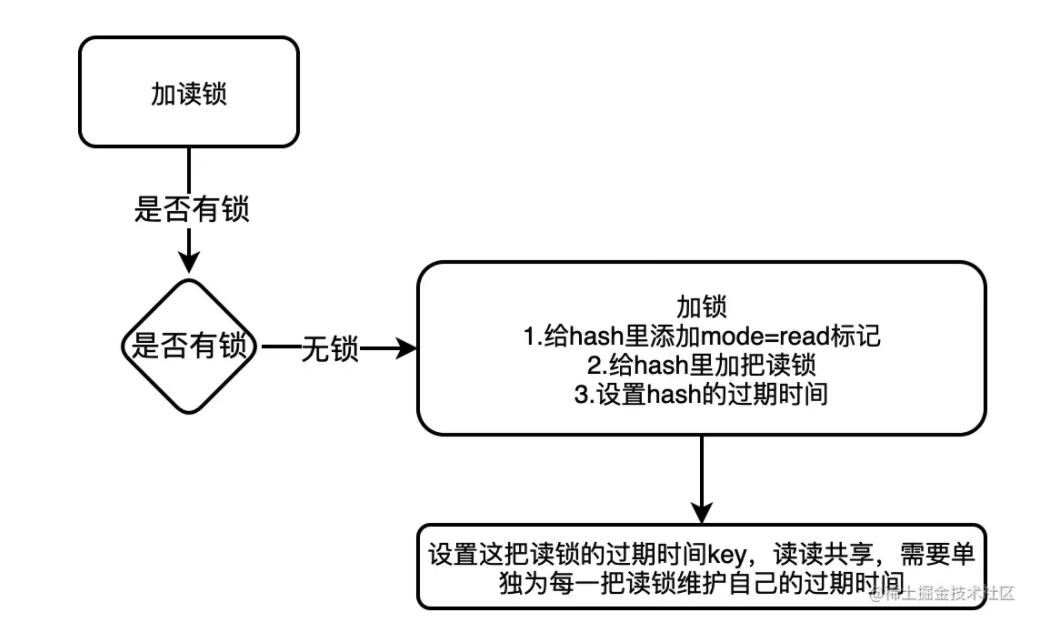 加读锁
是否有锁
是否有锁
无锁
加锁
1.给hash里添加mode=read标记
2.给hash里加把读锁
3.设置hash的过期时间
设置这把读锁的过期时间key，读读共享，需要单
独为每一把读锁维护自己的过期时间
@稀土掘金技术社区